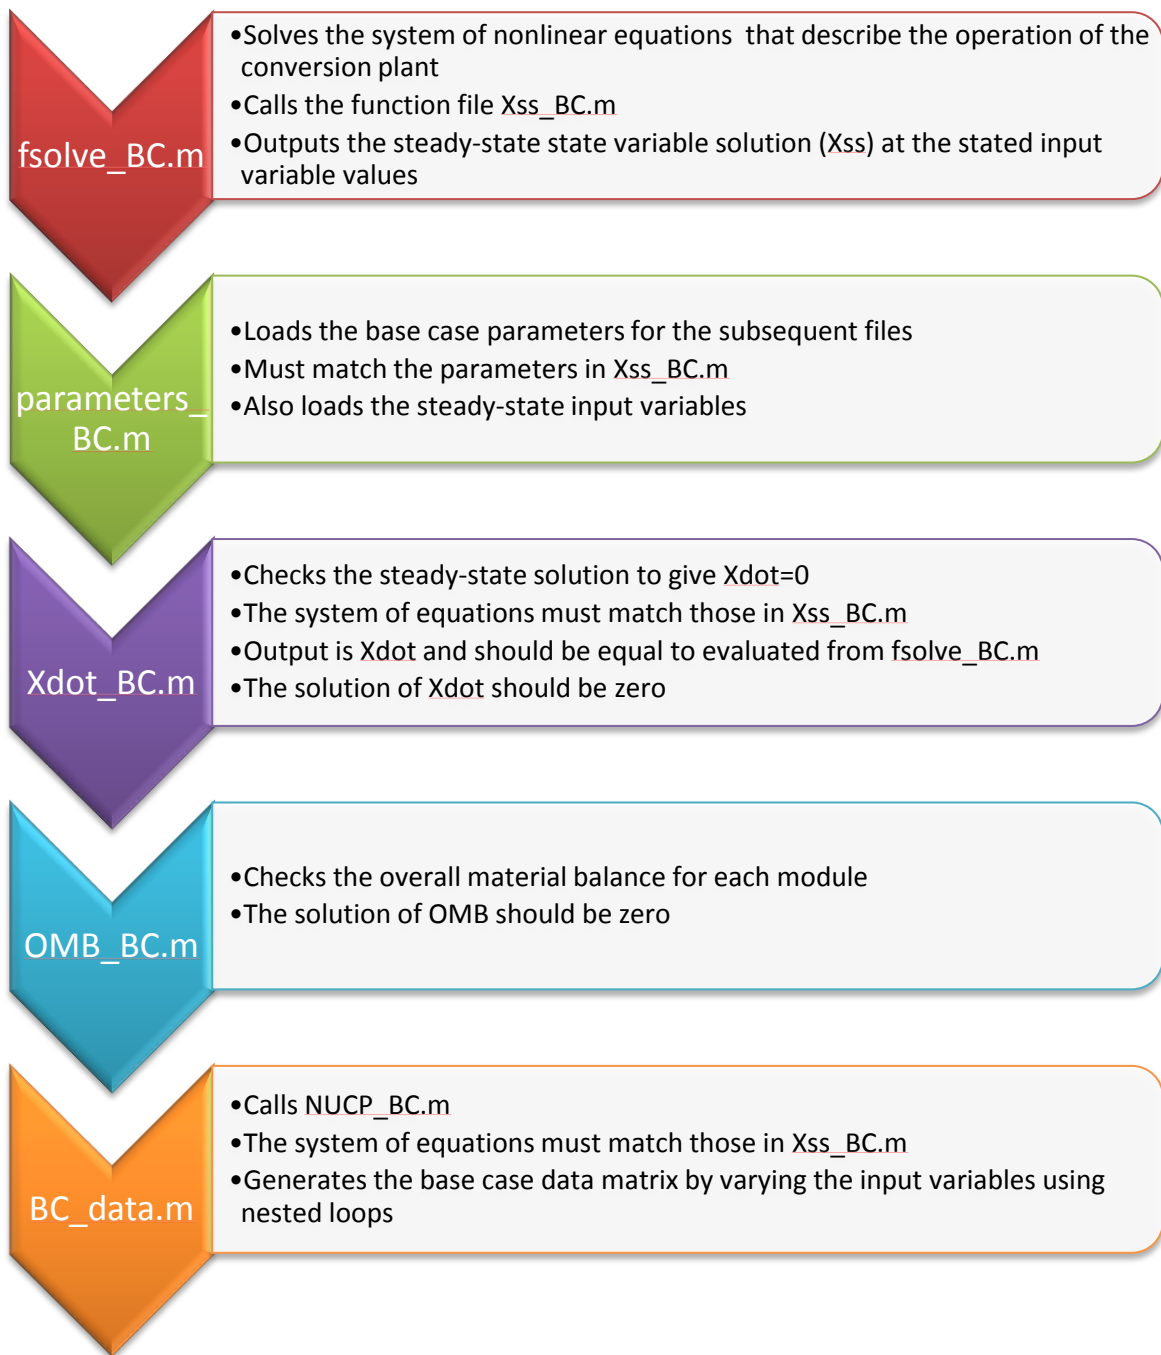 fsolve_BC.m
•Solves the system of nonlinear equations  that describe the operation of the
conversion plant
•Calls the function file Xss_BC.m
•Outputs the steady-state state variable solution (Xss) at the stated input
variable values
parameters_
BC.m
•Loads the base case parameters for the subsequent files
•Must match the parameters in Xss_BC.m
•Also loads the steady-state input variables
Xdot_BC.m
•Checks the steady-state solution to give Xdot=0
•The system of equations must match those in Xss_BC.m
•Output is Xdot and should be equal to evaluated from fsolve_BC.m
•The solution of Xdot should be zero
OMB_BC.m
•Checks the overall material balance for each module
•The solution of OMB should be zero
BC_data.m
•Calls NUCP_BC.m
•The system of equations must match those in Xss_BC.m
•Generates the base case data matrix by varying the input variables using
nested loops